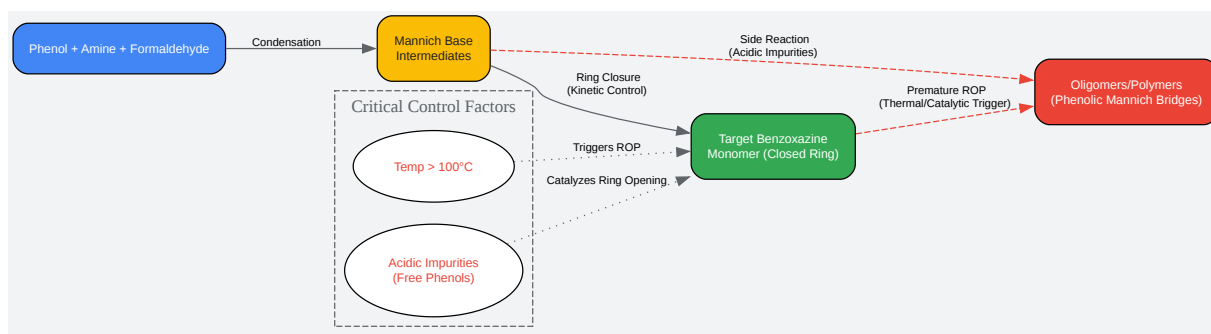 Phenol + Amine + Formaldehyde
Condensation
Mannich Base
Intermediates
Side Reaction
(Acidic Impurities)
Ring Closure
(Kinetic Control)
Premature ROP
(Thermal/Catalytic Trigger)
Oligomers/Polymers
(Phenolic Mannich Bridges)
Critical Control Factors
Target Benzoxazine
Monomer (Closed Ring)
Temp > 100°C
Triggers ROP
Catalyzes Ring Opening
Acidic Impurities
(Free Phenols)